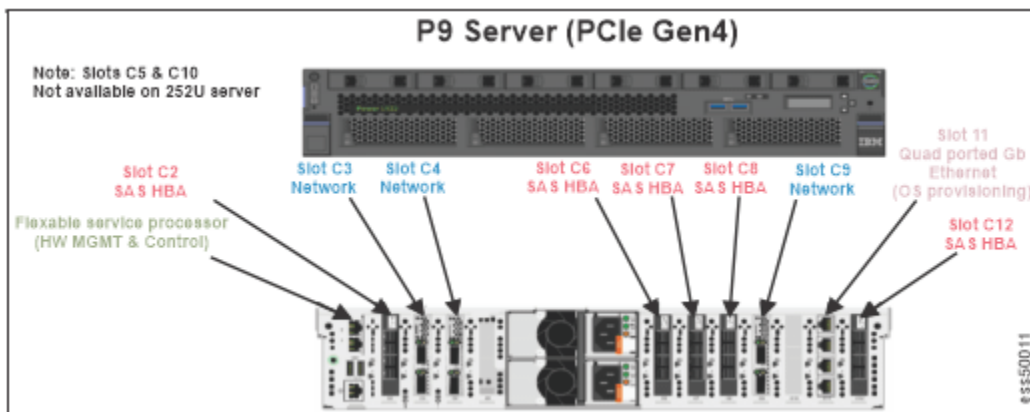 P9 Server (PCIe Gen4)
Note: Slots C5 & C10
Not available on 252U server
IBM
Slot C2
SAS HBA
Slot C3
Network
Slot C4
Network
Slot C6
SAS HBA
Slot C7
SAS HBA
Slot C8
SAS HBA
Slot C9
Network
Slot 11
Quad ported Gb
Ethernet
(OS provisioning)
Flexable service processor
(HW MGMT & Control)
Slot C12
SAS HBA
ess50011